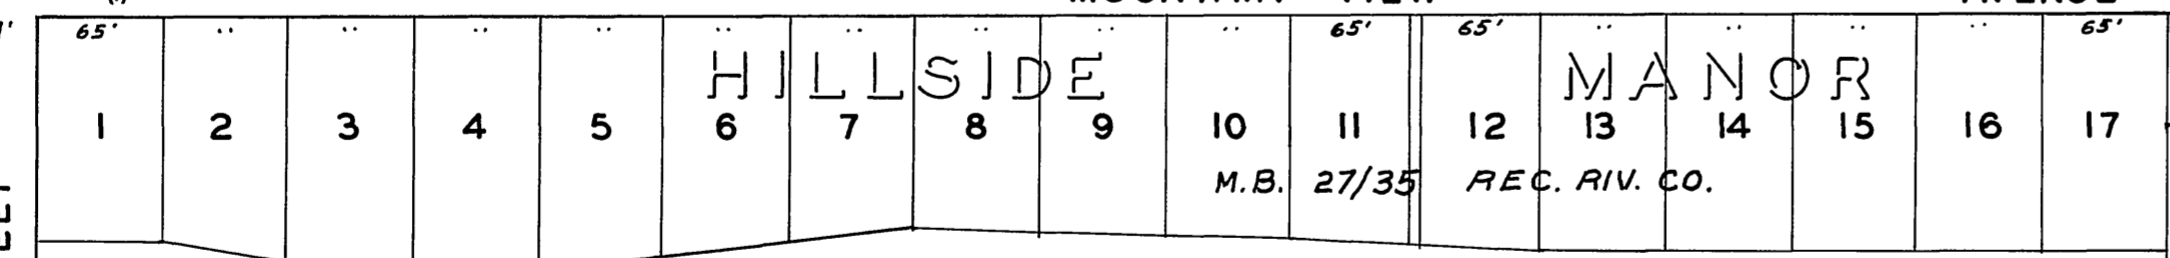 65' " " " " " " " " " 65' 65' " " " " 65'
HILLSIDE MANOR
1 2 3 4 5 6 7 8 9 10 11 12 13 14 15 16 17
M.B. 27/35 REC. RIV. CO.